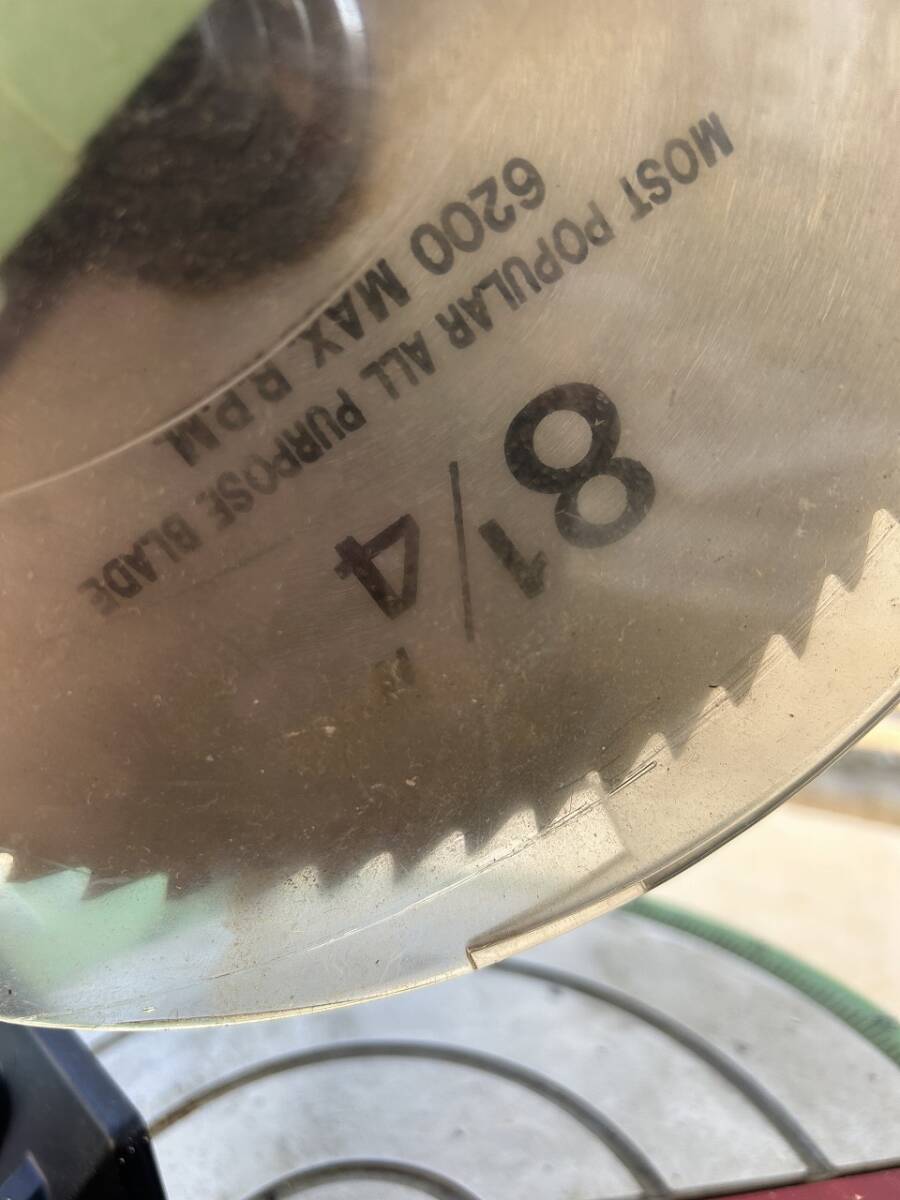 8 1/4"
MOST POPULAR ALL PURPOSE BLADE
6200 MAX R.P.M.